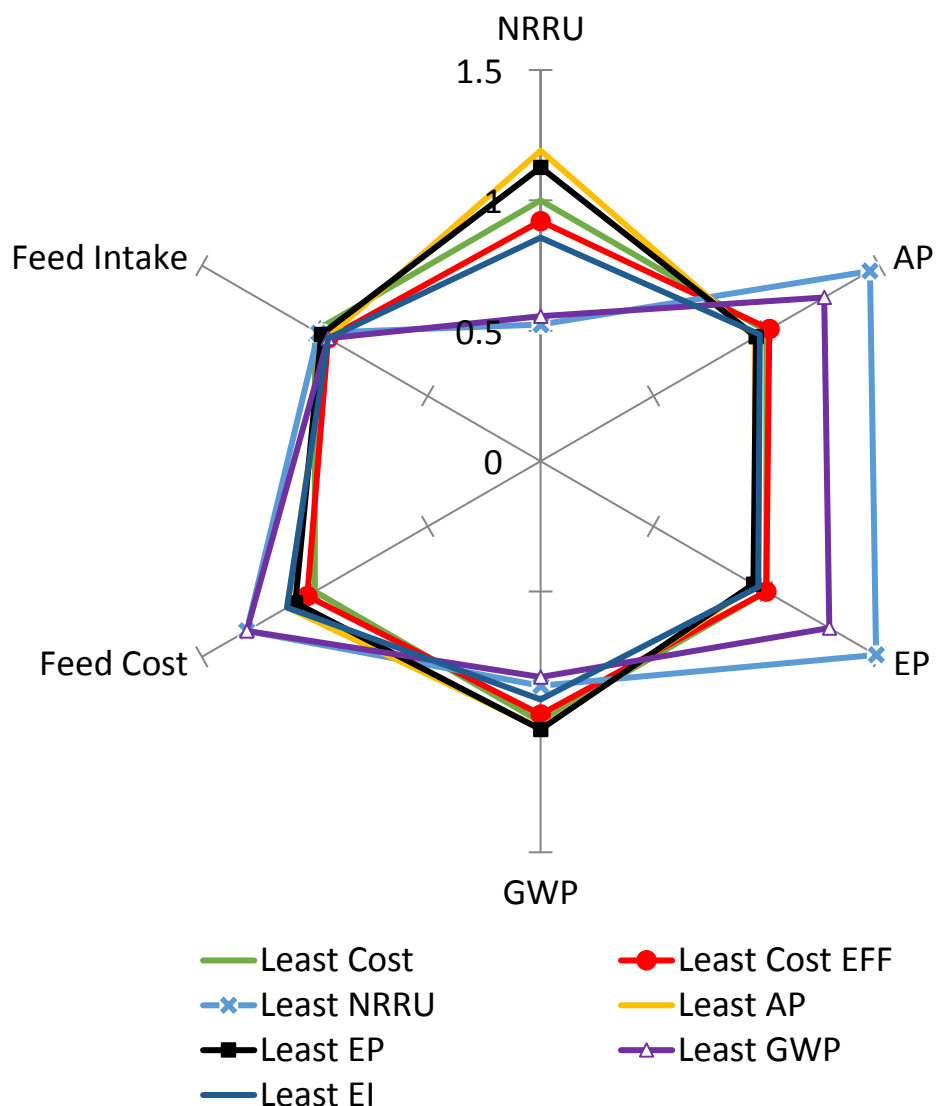 NRRU
1.5
1
AP
Feed Intake
0.5
0
Feed Cost
EP
GWP
Least Cost
Least Cost EFF
Least NRRU
Least AP
Least EP
Least GWP
Least EI